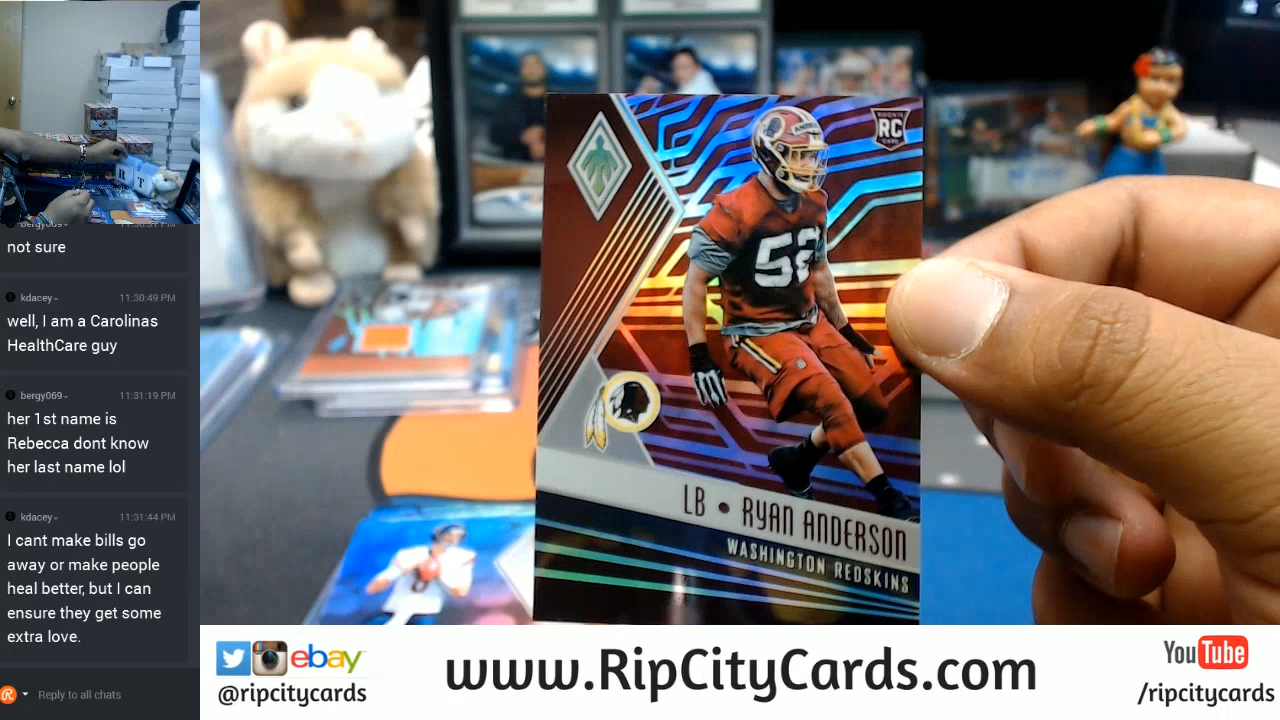 not sure
kdacey-
11:30:49 PM
well, I am a Carolinas
HealthCare guy
bergy069-
11:31:19 PM
her 1st name is
Rebecca dont know
her last name lol
kdacey-
11:31:44 PM
I cant make bills go
away or make people
heal better, but I can
ensure they get some
extra love.
Reply to all chats
ROOKIE
RC
CARD
52
LB • RYAN ANDERSON
WASHINGTON REDSKINS
8
R T
ebay
@ripcitycards
www.RipCityCards.com
YouTube
/ripcitycards